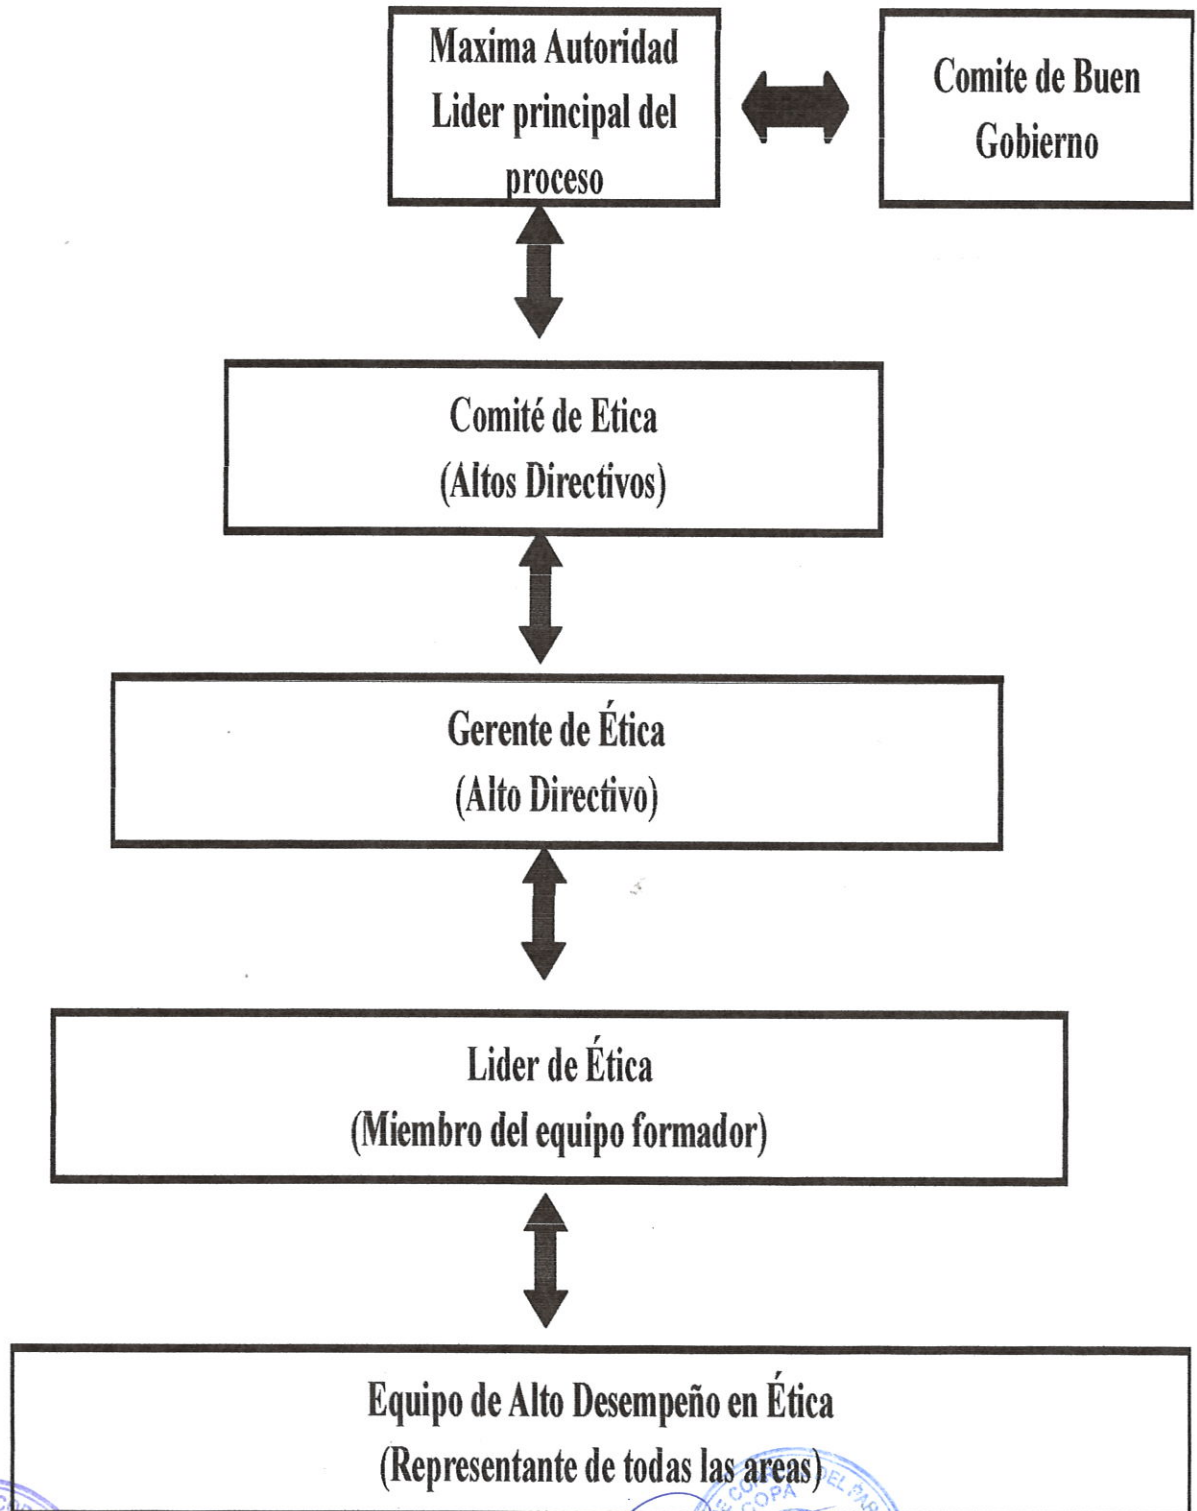 Maxima Autoridad
Lider principal del
proceso
Comite de Buen
Gobierno
Comité de Etica
(Altos Directivos)
Gerente de Ética
(Alto Directivo)
Lider de Ética
(Miembro del equipo formador)
Equipo de Alto Desempeño en Ética
(Representante de todas las areas)
DEL
COPA